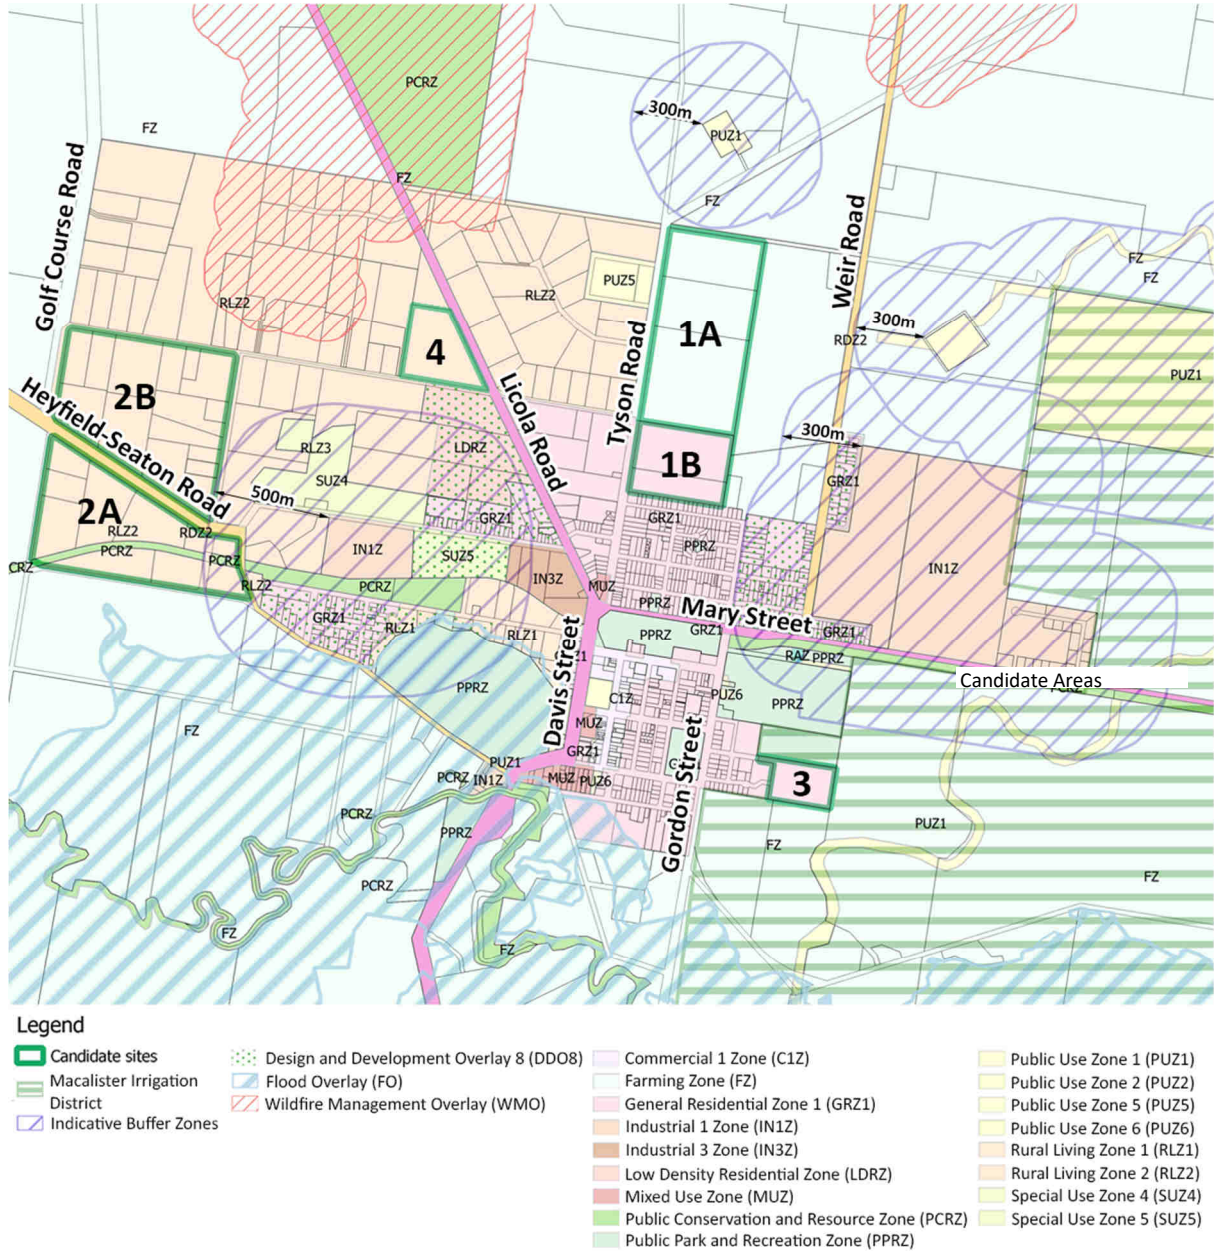 PCRZ
300m
PUZ1
FZ
FZ
FZ
Golf Course Road
Weir Road
FZ
FZ
PUZ5
RLZ2
RLZ2
1A
300m
RDZ2
4
Tyson Road
Licola Road
PUZ1
2B
Heyfield-Seaton Road
300m
RLZ3
LDRZ
1B
SUZ4
500m
GRZ1
2A
RLZ2
RDZ2
GRZ1
GRZ1
PPRZ
PCRZ
PCRZ
IN1Z
SUZ5
CRZ
RLZ2
PCRZ
IN3Z
MUZ
IN1Z
PPRZ
Mary Street
GRZ1
RLZ1
RLZ1
PPRZ
GRZ1
GRZ1
RAZ
PPRZ
Davis Street
Candidate Areas
PPRZ
C1Z
PUZ6
PPRZ
FZ
MUZ
GRZ1
PUZ1
PCRZ
IN1Z
MUZ
PUZ6
Gordon Street
3
PCRZ
PPRZ
PUZ1
FZ
PCRZ
FZ
FZ
FZ
Legend
Candidate sites
Macalister Irrigation
District
Indicative Buffer Zones
Design and Development Overlay 8 (DDO8)
Flood Overlay (FO)
Wildfire Management Overlay (WMO)
Commercial 1 Zone (C1Z)
Farming Zone (FZ)
General Residential Zone 1 (GRZ1)
Industrial 1 Zone (IN1Z)
Industrial 3 Zone (IN3Z)
Low Density Residential Zone (LDRZ)
Mixed Use Zone (MUZ)
Public Conservation and Resource Zone (PCRZ)
Public Park and Recreation Zone (PPRZ)
Public Use Zone 1 (PUZ1)
Public Use Zone 2 (PUZ2)
Public Use Zone 5 (PUZ5)
Public Use Zone 6 (PUZ6)
Rural Living Zone 1 (RLZ1)
Rural Living Zone 2 (RLZ2)
Special Use Zone 4 (SUZ4)
Special Use Zone 5 (SUZ5)